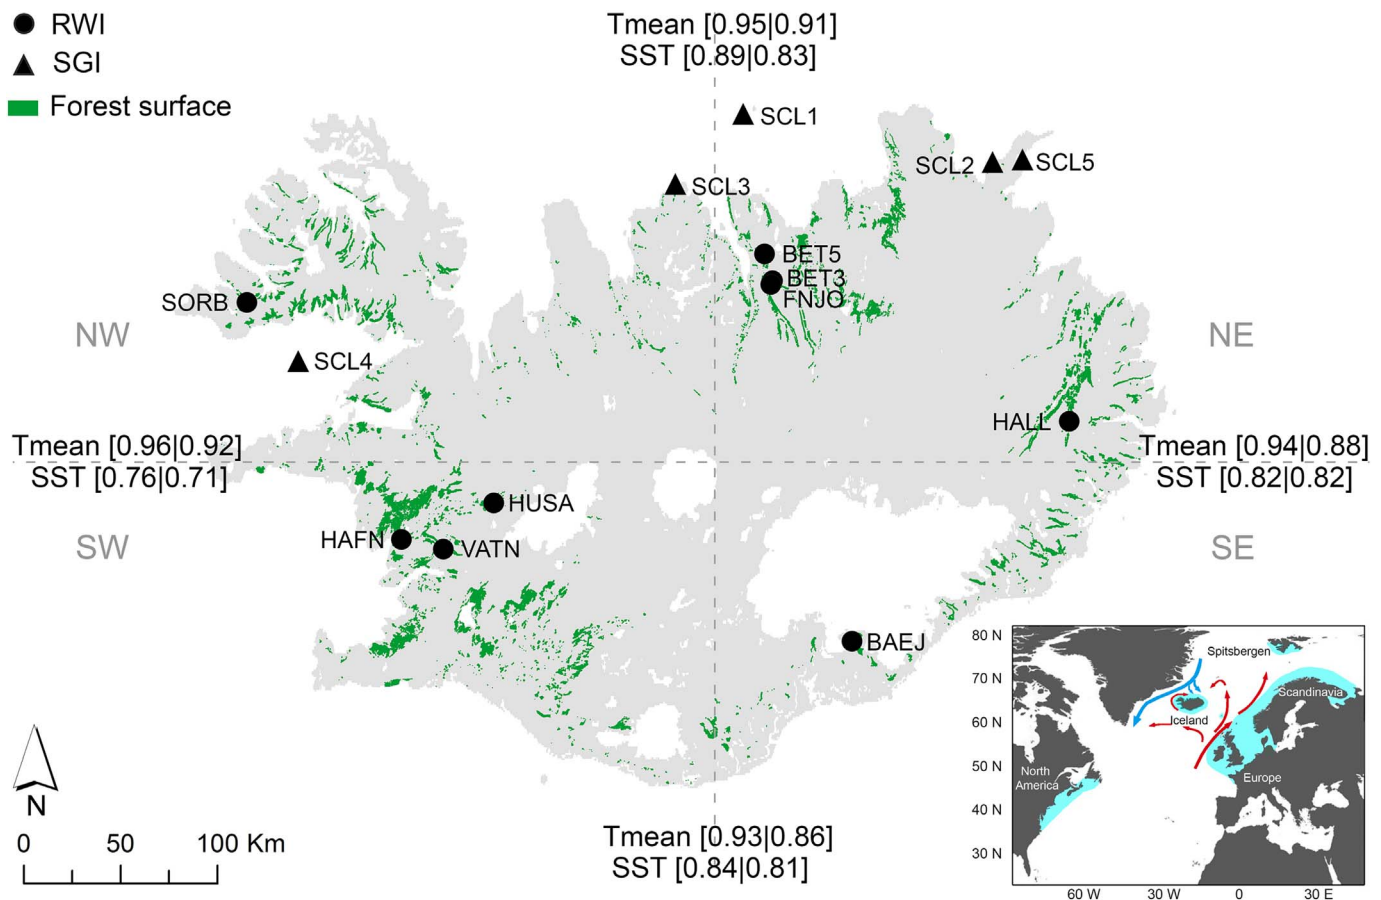 RWI
SGI
Forest surface
Tmean [0.95|0.91]
SST [0.89|0.83]
SCL1
SCL2
SCL5
SCL3
BET5
BET3
FNJO
SORB
NW
NE
SCL4
HALL
Tmean [0.96|0.92]
SST [0.76|0.71]
Tmean [0.94|0.88]
SST [0.82|0.82]
HUSA
HAFN
VATN
SW
SE
BAEJ
N
0 50 100 Km
Tmean [0.93|0.86]
SST [0.84|0.81]
80 N
70 N
60 N
50 N
40 N
30 N
Spitsbergen
Scandinavia
Iceland
North
America
Europe
60 W 30 W 0 30 E